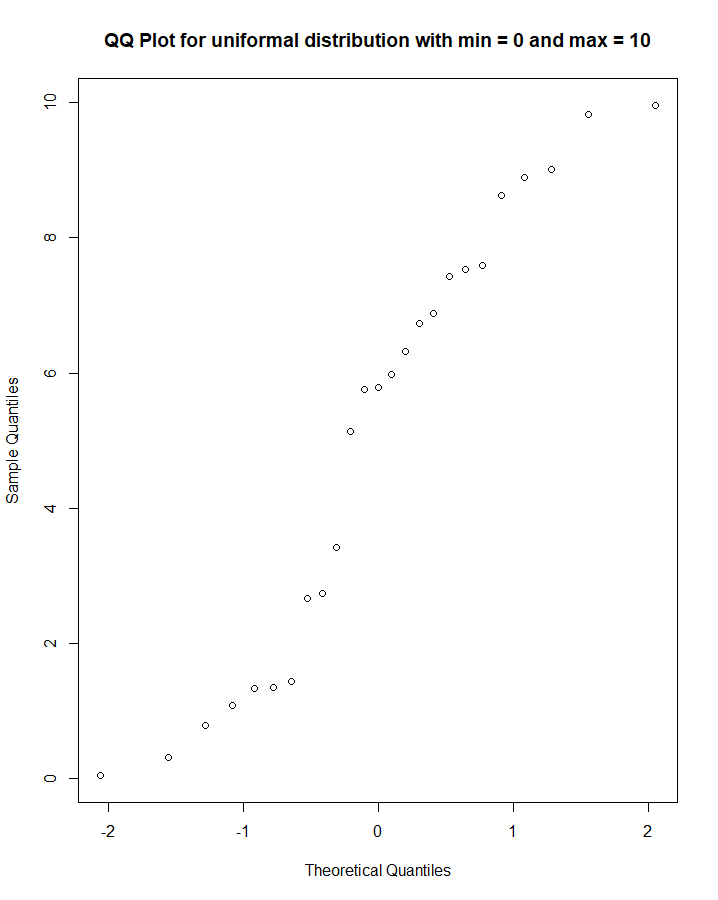 QQ Plot for uniformal distribution with min = 0 and max = 10
10
8
6
4
2
0
Sample Quantiles
-2 -1 0 1 2
Theoretical Quantiles